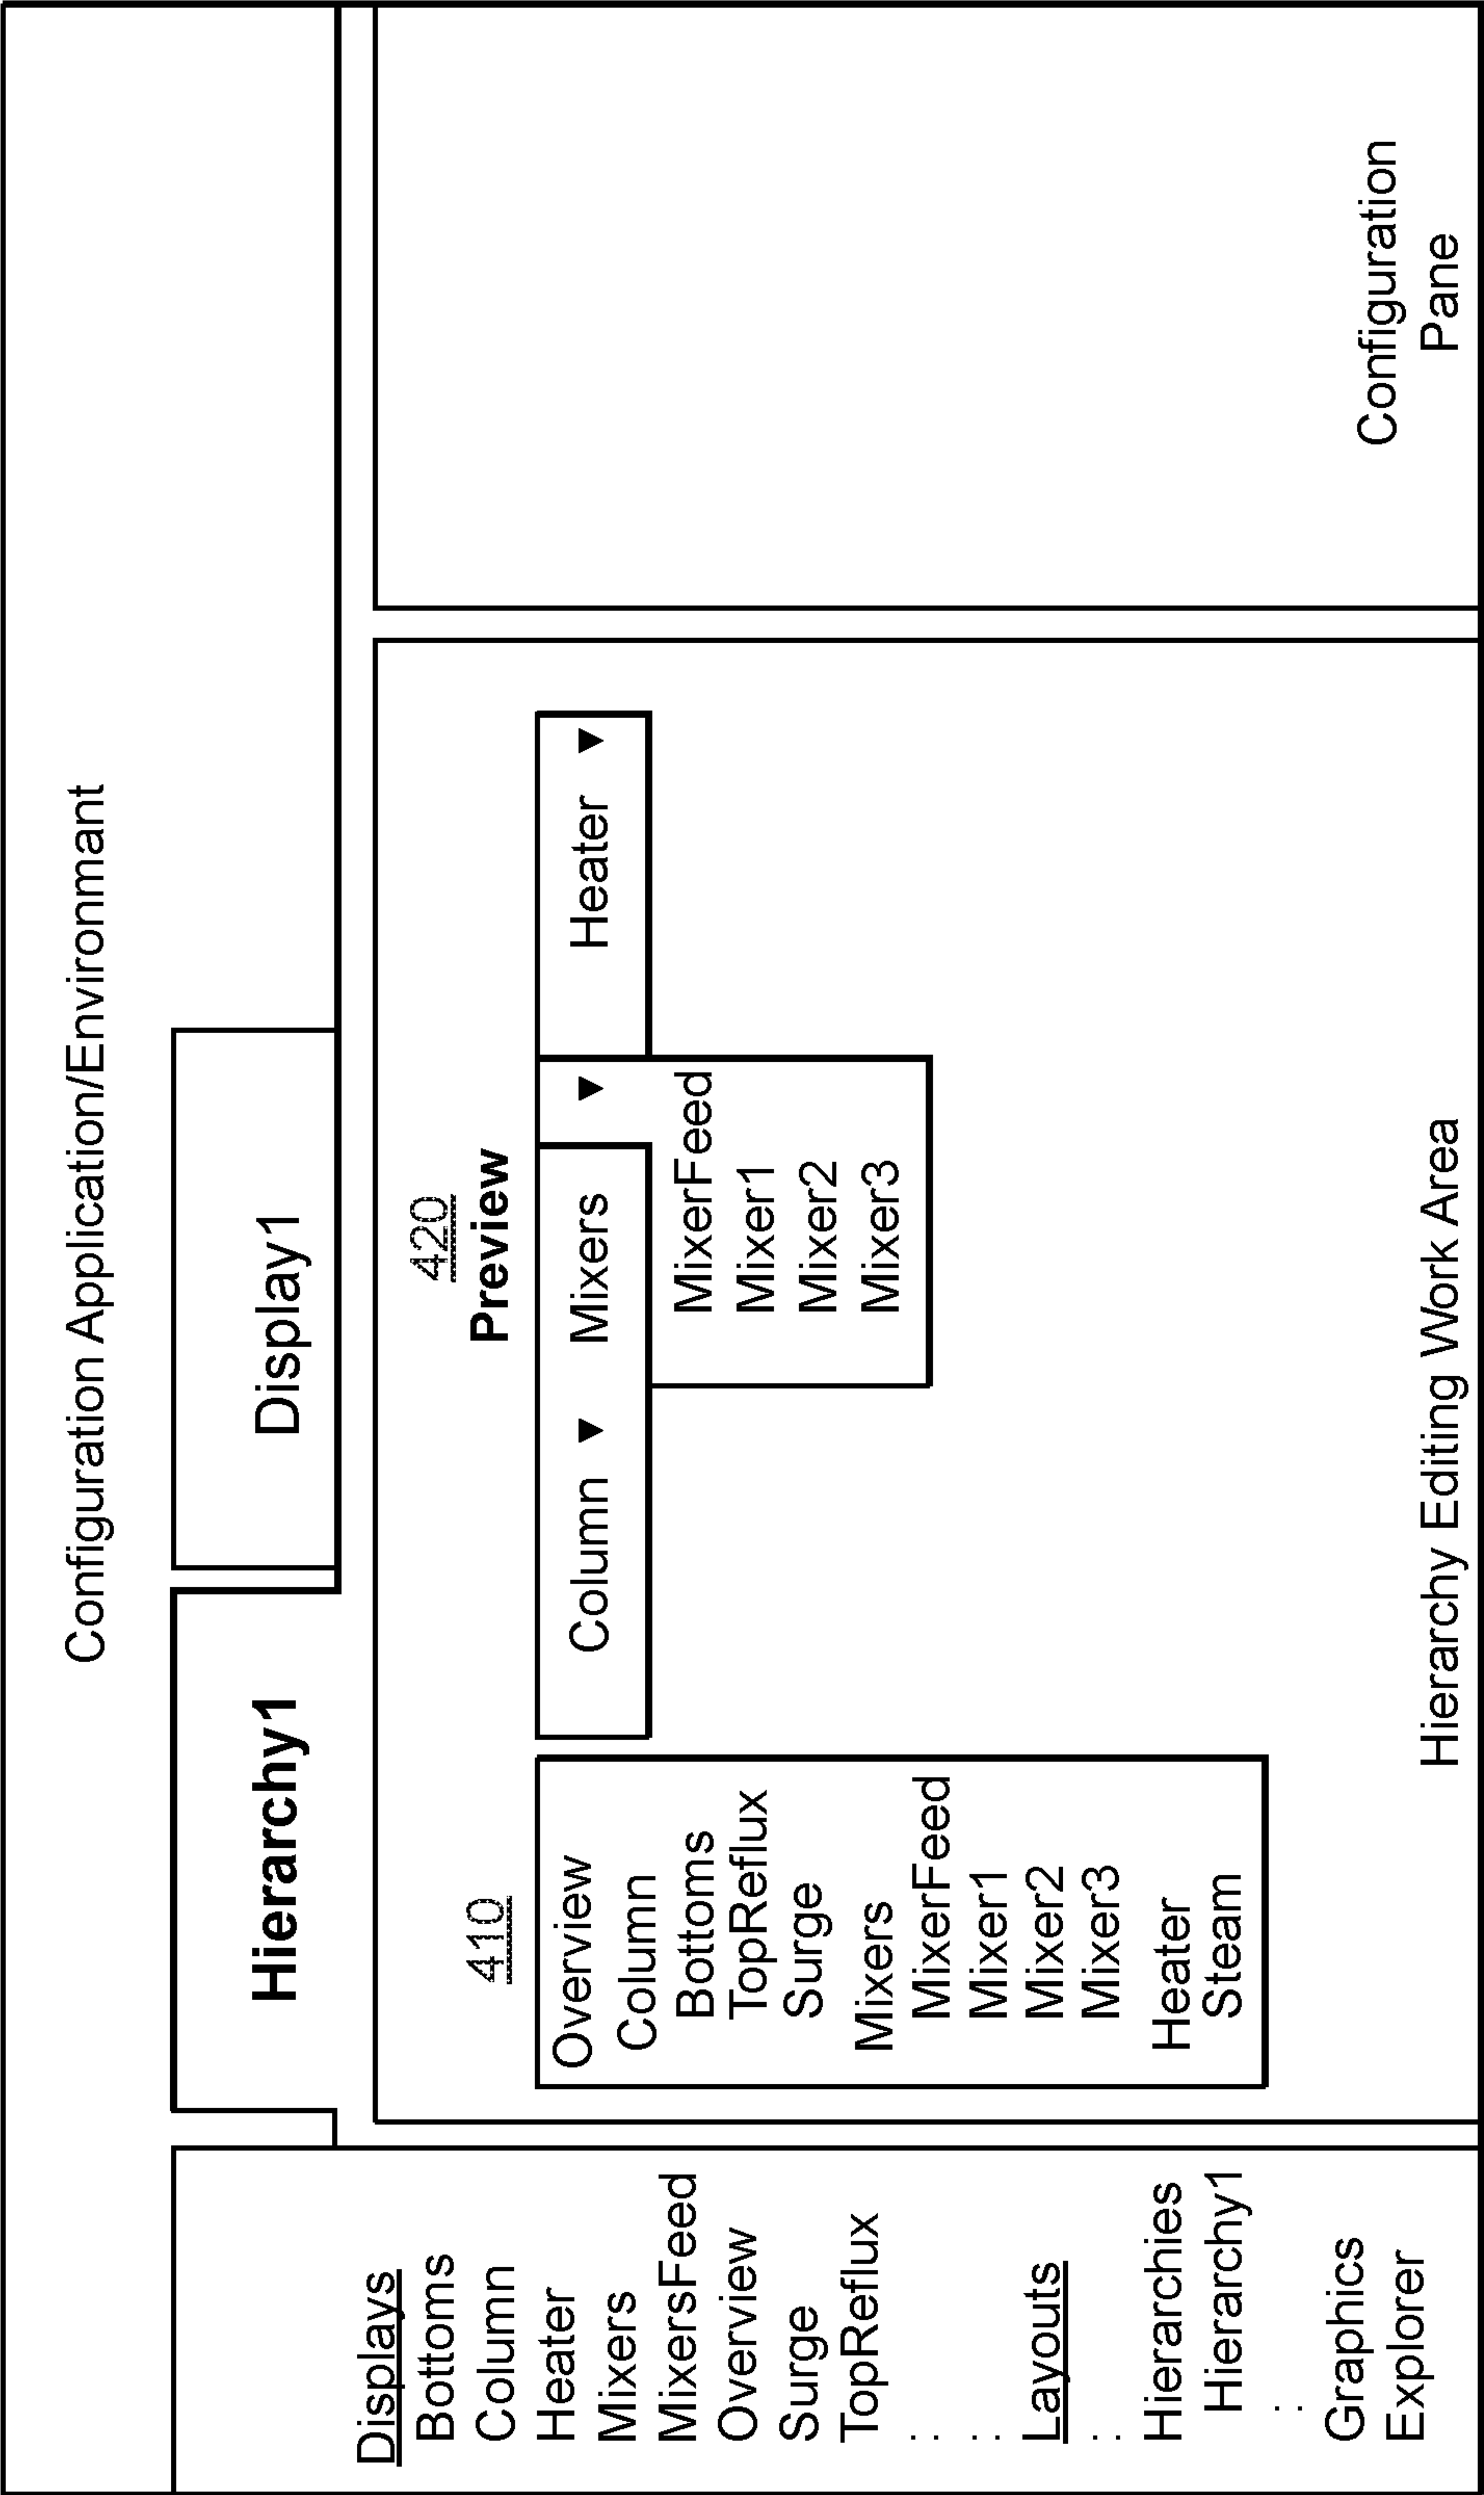 Configuration Application/Environmant
Hierarchy1
Display1
Displays
Bottoms
Column
Heater
Mixers
MixersFeed
Overview
Surge
TopReflux
. .
. .
Layouts
. .
Hierarchies
Hierarchy1
. .
Graphics
Explorer
410
Overview
Column
Bottoms
TopReflux
Surge
Mixers
MixerFeed
Mixer1
Mixer2
Mixer3
Heater
Steam
420
Preview
Column ▼ Mixers ▼ Heater ▼
MixerFeed
Mixer1
Mixer2
Mixer3
Hierarchy Editing Work Area
Configuration
Pane